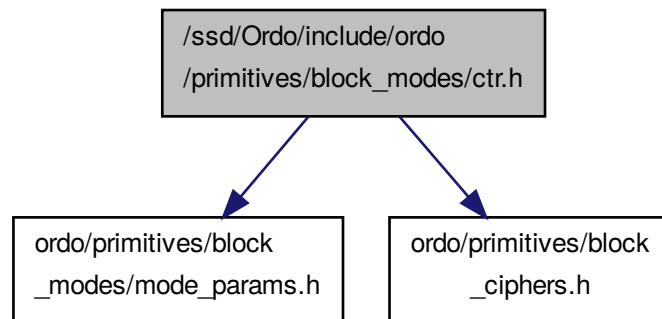 /ssd/Ordo/include/ordo
/primitives/block_modes/ctr.h
ordo/primitives/block
_modes/mode_params.h
ordo/primitives/block
_ciphers.h